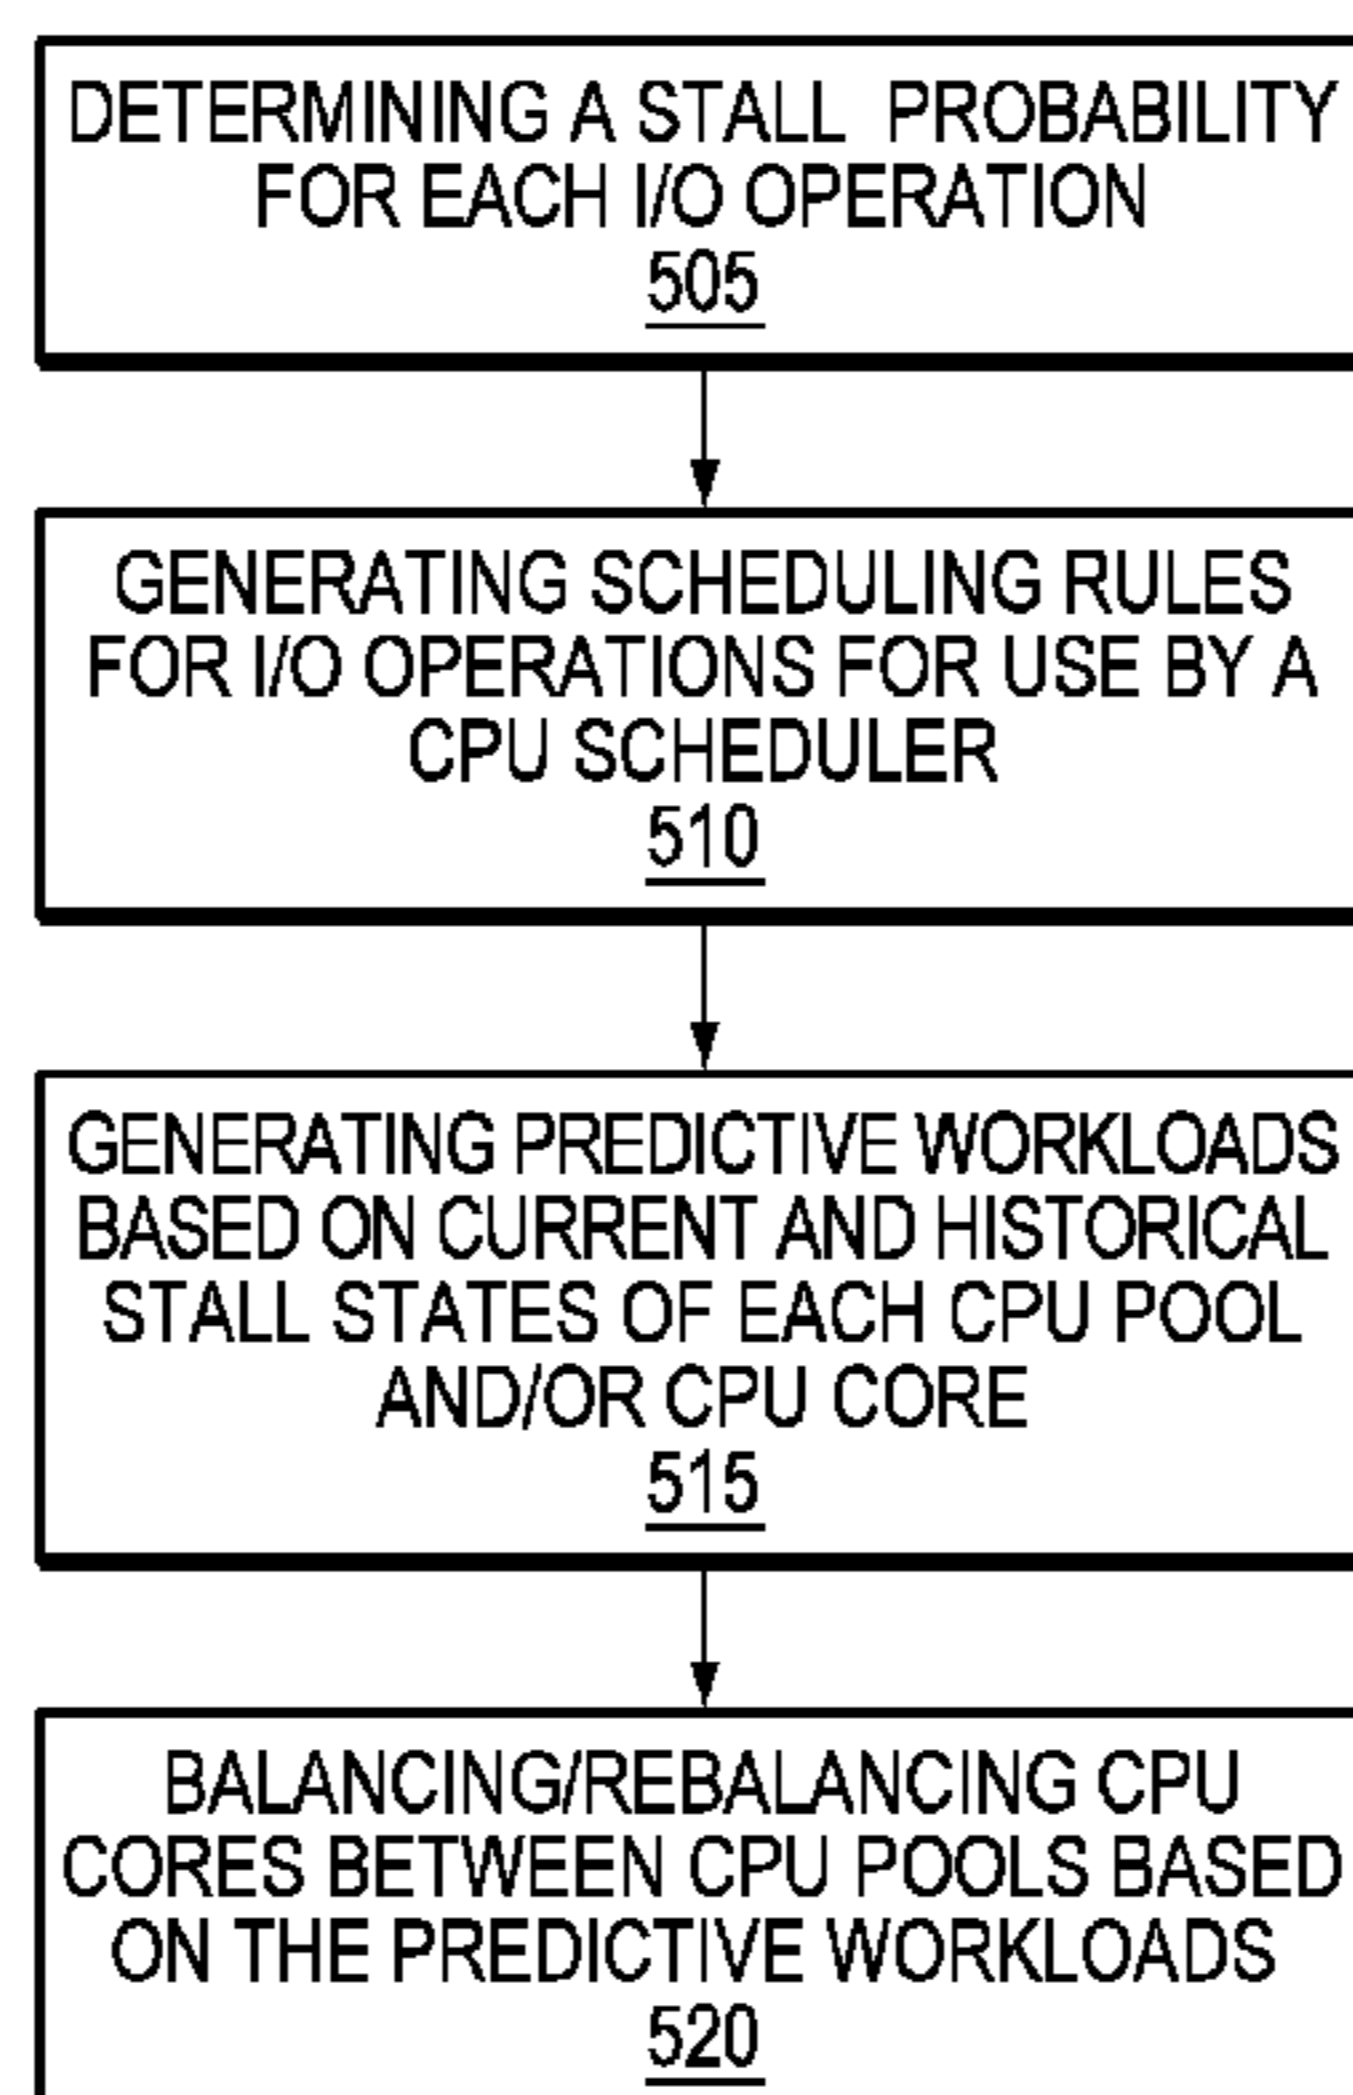 DETERMINING A STALL PROBABILITY
FOR EACH I/O OPERATION
505
GENERATING SCHEDULING RULES
FOR I/O OPERATIONS FOR USE BY A
CPU SCHEDULER
510
GENERATING PREDICTIVE WORKLOADS
BASED ON CURRENT AND HISTORICAL
STALL STATES OF EACH CPU POOL
AND/OR CPU CORE
515
BALANCING/REBALANCING CPU
CORES BETWEEN CPU POOLS BASED
ON THE PREDICTIVE WORKLOADS
520